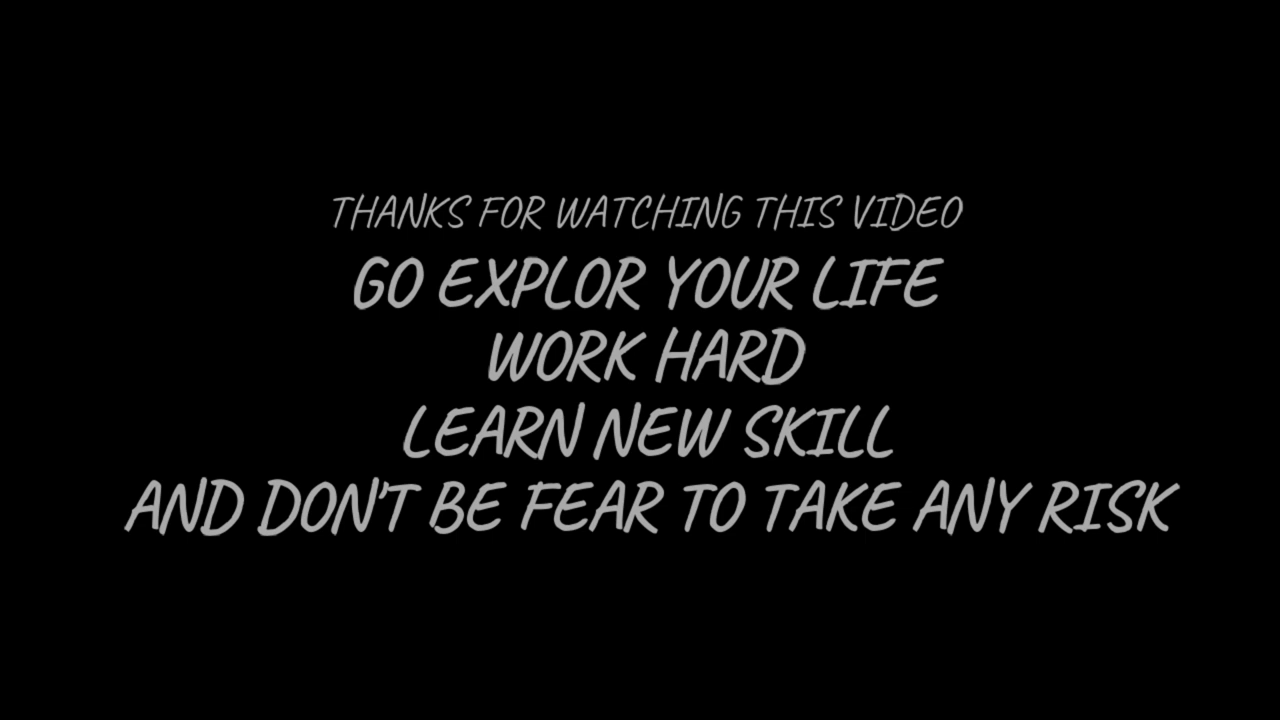 THANKS FOR WATCHING THIS VIDEO
GO EXPLOR YOUR LIFE
WORK HARD
LEARN NEW SKILL
AND DON'T BE FEAR TO TAKE ANY RISK